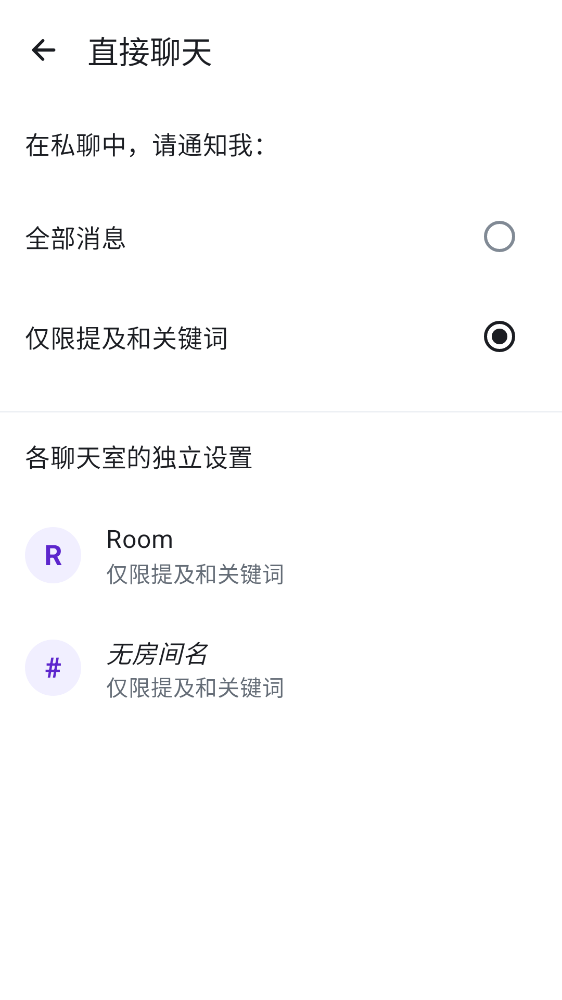 直接聊天
在私聊中，请通知我：
全部消息
仅限提及和关键词
各聊天室的独立设置
R
Room
仅限提及和关键词
#
无房间名
仅限提及和关键词